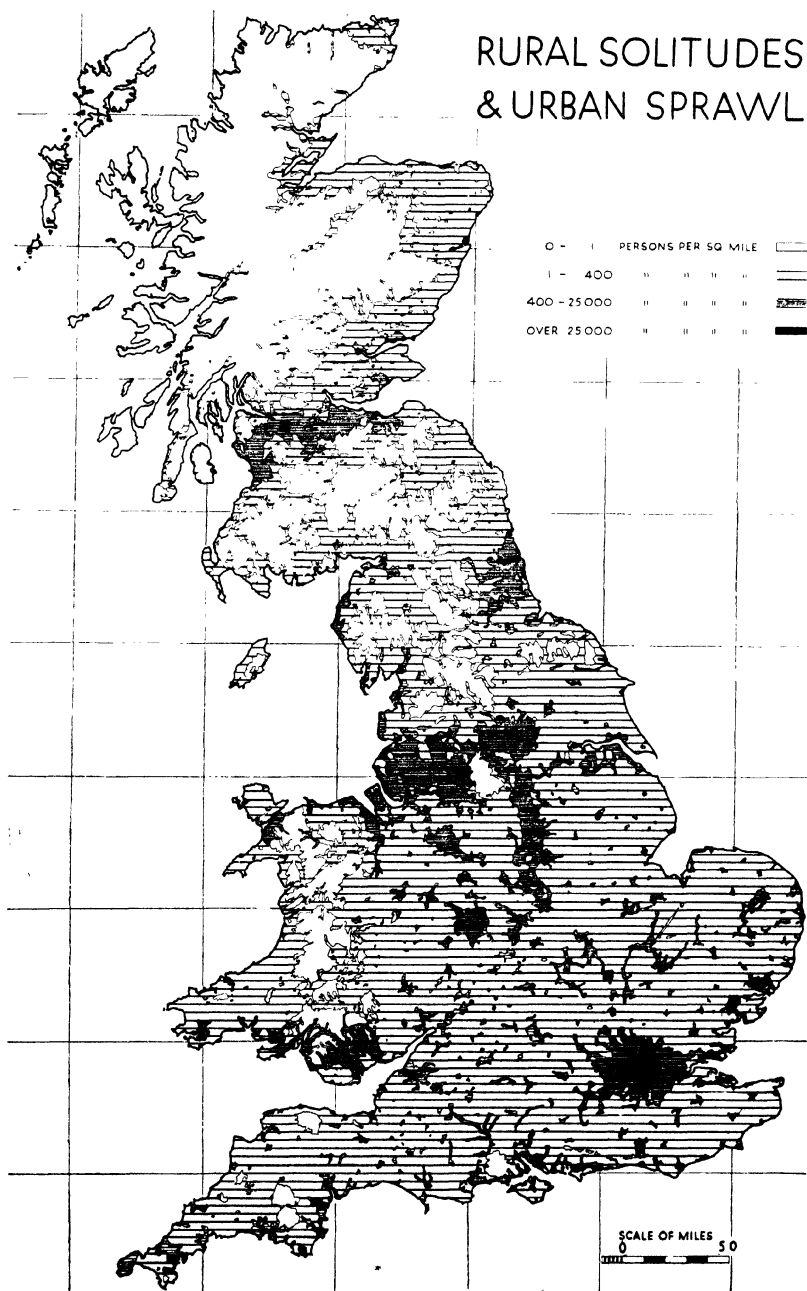 RURAL SOLITUDES
& URBAN SPRAWL
0 - 1 PERSONS PER SQ MILE
1 - 400 " " " "
400 - 25000 " " " "
OVER 25000 " " " "
SCALE OF MILES
0 50